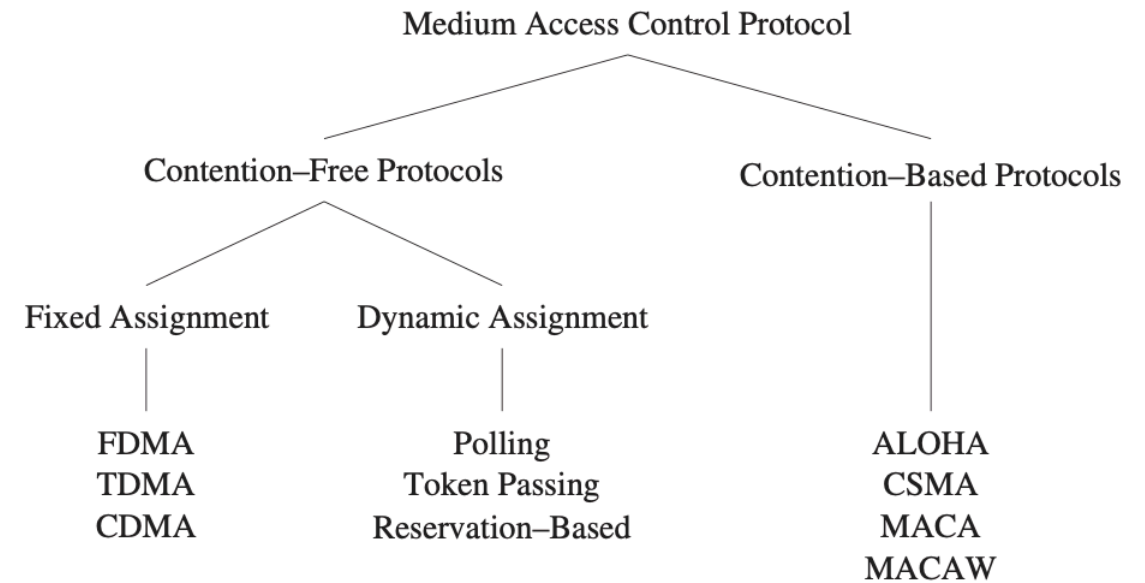 Medium Access Control Protocol
Contention–Free Protocols
Contention–Based Protocols
Fixed Assignment
Dynamic Assignment
FDMA
TDMA
CDMA
Polling
Token Passing
Reservation–Based
ALOHA
CSMA
MACA
MACAW